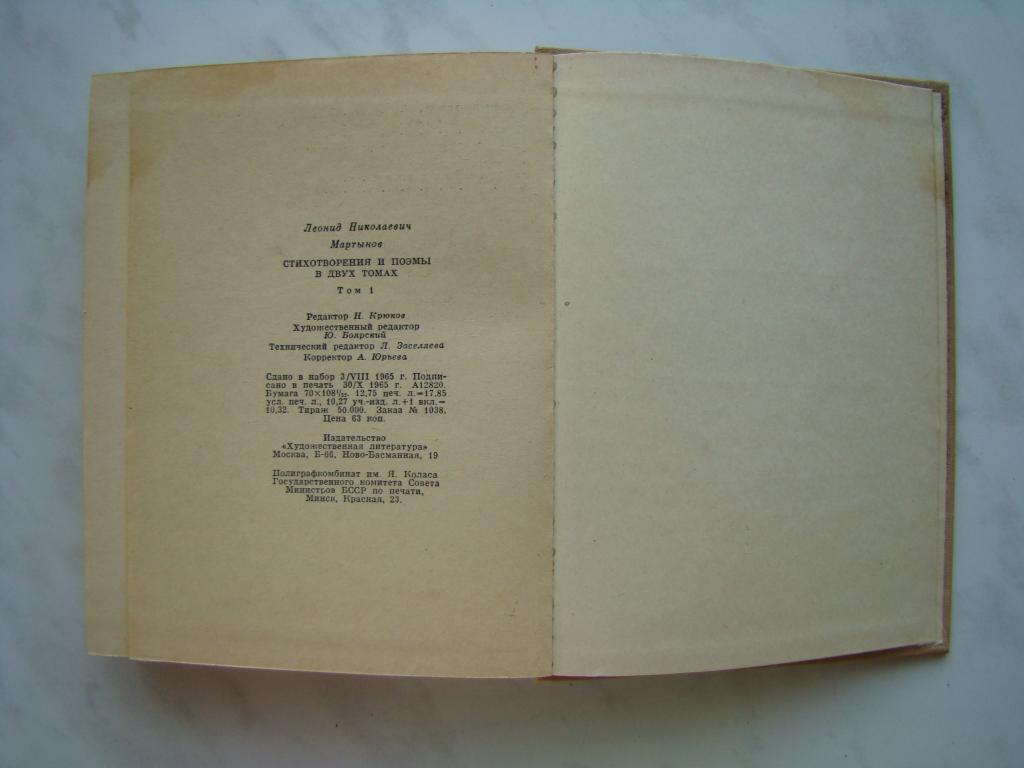 Леонид Николаевич
Мартынов
СТИХОТВОРЕНИЯ И ПОЭМЫ
В ДВУХ ТОМАХ
Том 1
Редактор Н. Крюков
Художественный редактор
Ю. Боярский
Технический редактор Л. Заселяева
Корректор А. Юрьева
Сдано в набор 3/VIII 1965 г. Подпи-
сано в печать 30/X 1965 г. А12820.
Бумага 70×108¹/₃₂. 12,75 печ. л.=17,85
усл. печ. л., 10,27 уч.-изд. л.+1 вкл.=
10,32. Тираж 50.000. Заказ № 1038.
Цена 63 коп.
Издательство
«Художественная литература»
Москва, Б-66, Ново-Басманная, 19
Полиграфкомбинат им. Я. Коласа
Государственного комитета Совета
Министров БССР по печати,
Минск, Красная, 23.